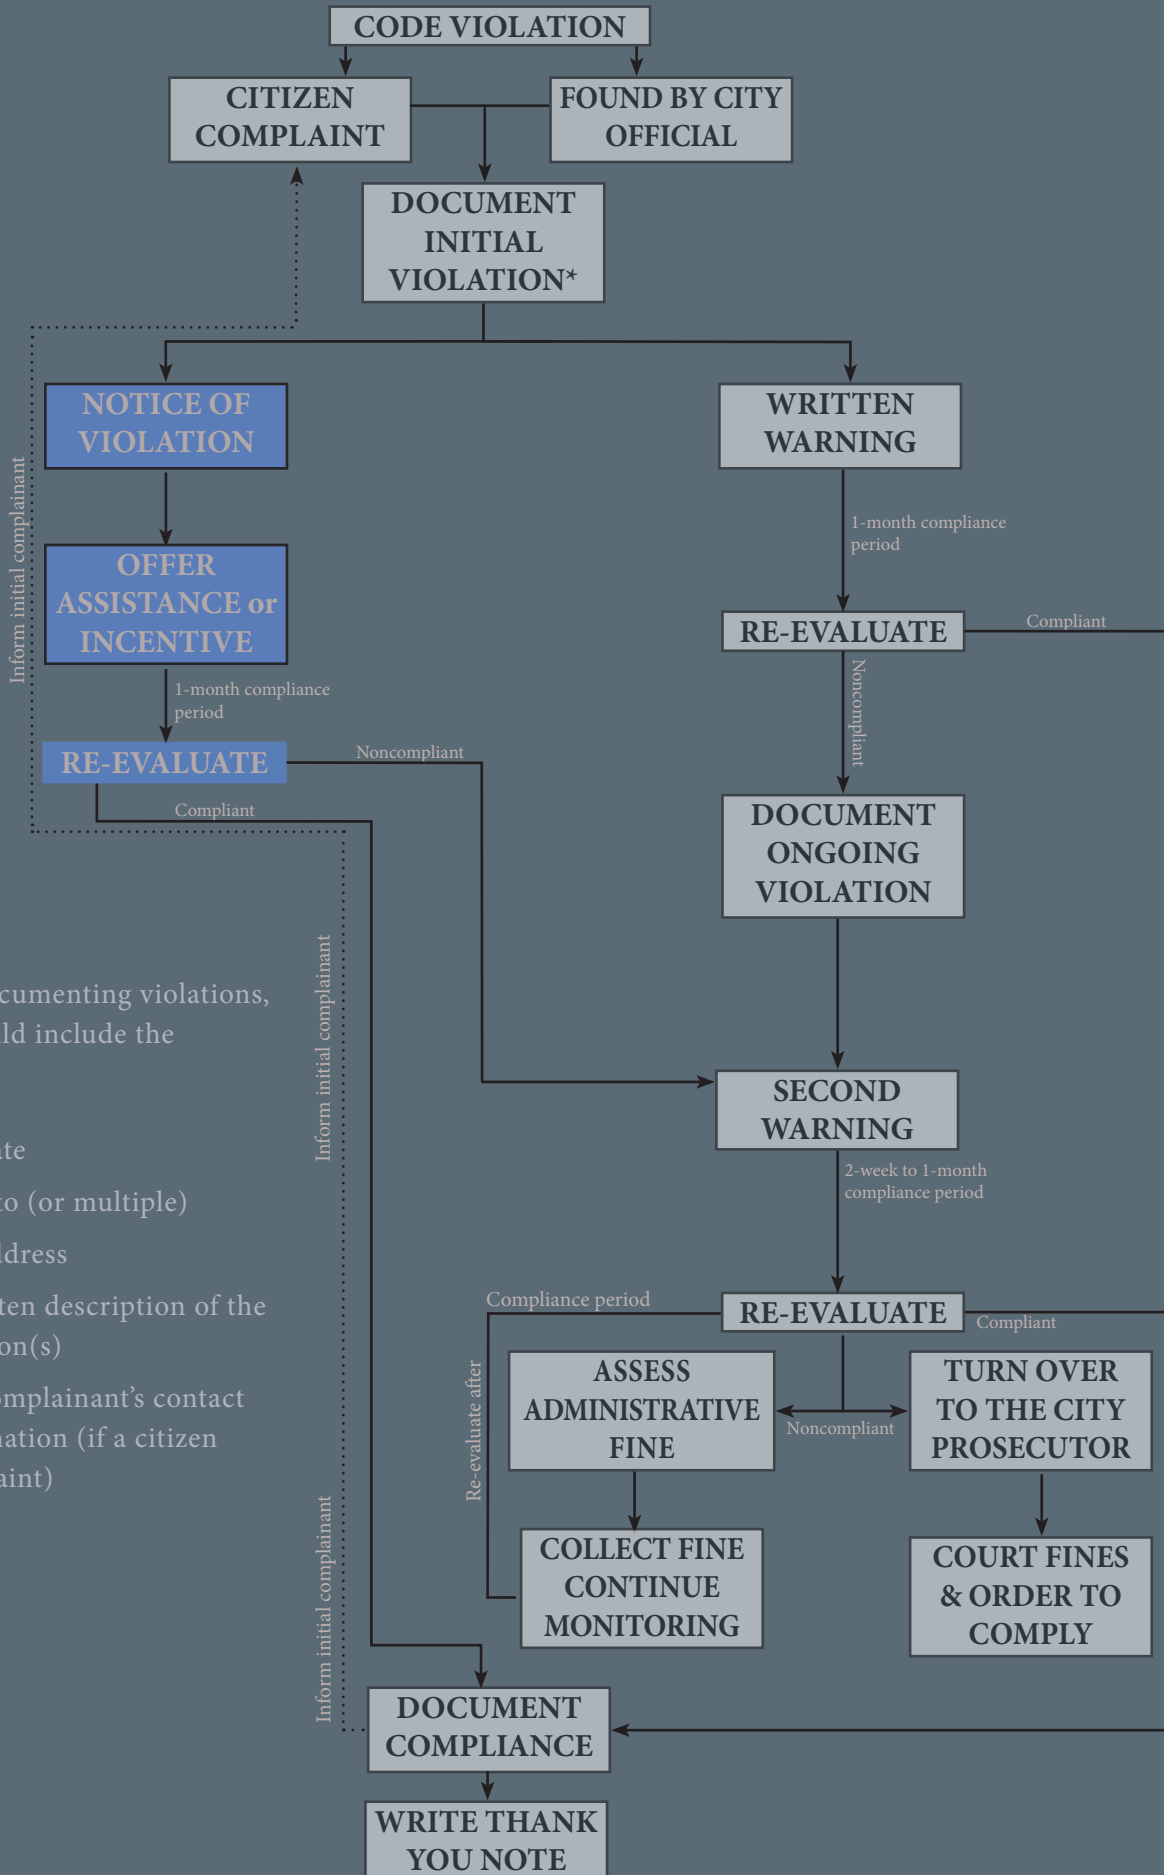 CODE VIOLATION
CITIZEN
COMPLAINT
FOUND BY CITY
OFFICIAL
DOCUMENT
INITIAL
VIOLATION*
NOTICE OF
VIOLATION
WRITTEN
WARNING
Inform initial complainant
1-month compliance
period
OFFER
ASSISTANCE or
INCENTIVE
RE-EVALUATE
Compliant
1-month compliance
period
Noncompliant
RE-EVALUATE
Noncompliant
Compliant
DOCUMENT
ONGOING
VIOLATION
Inform initial complainant
cumenting violations,
ld include the
SECOND
WARNING
ate
to (or multiple)
ddress
ten description of the
on(s)
omplainant's contact
nation (if a citizen
aint)
2-week to 1-month
compliance period
Compliance period
RE-EVALUATE
Compliant
Re-evaluate after
ASSESS
ADMINISTRATIVE
FINE
Noncompliant
TURN OVER
TO THE CITY
PROSECUTOR
COLLECT FINE
CONTINUE
MONITORING
COURT FINES
& ORDER TO
COMPLY
Inform initial complainant
DOCUMENT
COMPLIANCE
WRITE THANK
YOU NOTE